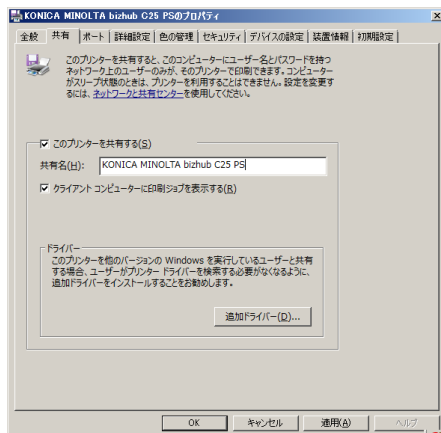 KONICA MINOLTA bizhub C25 PSのプロパティ
全般 共有 ポート 詳細設定 色の管理 セキュリティ デバイスの設定 装置情報 初期設定
このプリンターを共有すると、このコンピューターにユーザー名とパスワードを持つ
ネットワーク上のユーザーのみが、そのプリンターで印刷できます。コンピューター
がスリープ状態のときは、プリンターを利用することはできません。設定を変更す
るには、ネットワークと共有センターを使用してください。
このプリンターを共有する(S)
共有名(H): KONICA MINOLTA bizhub C25 PS
クライアント コンピューターに印刷ジョブを表示する(R)
ドライバー
このプリンターを他のバージョンの Windows を実行しているユーザーと共有
する場合、ユーザーがプリンター ドライバーを検索する必要がなくなるように、
追加ドライバーをインストールすることをお勧めします。
追加ドライバー(D)...
OK キャンセル 適用(A) ヘルプ